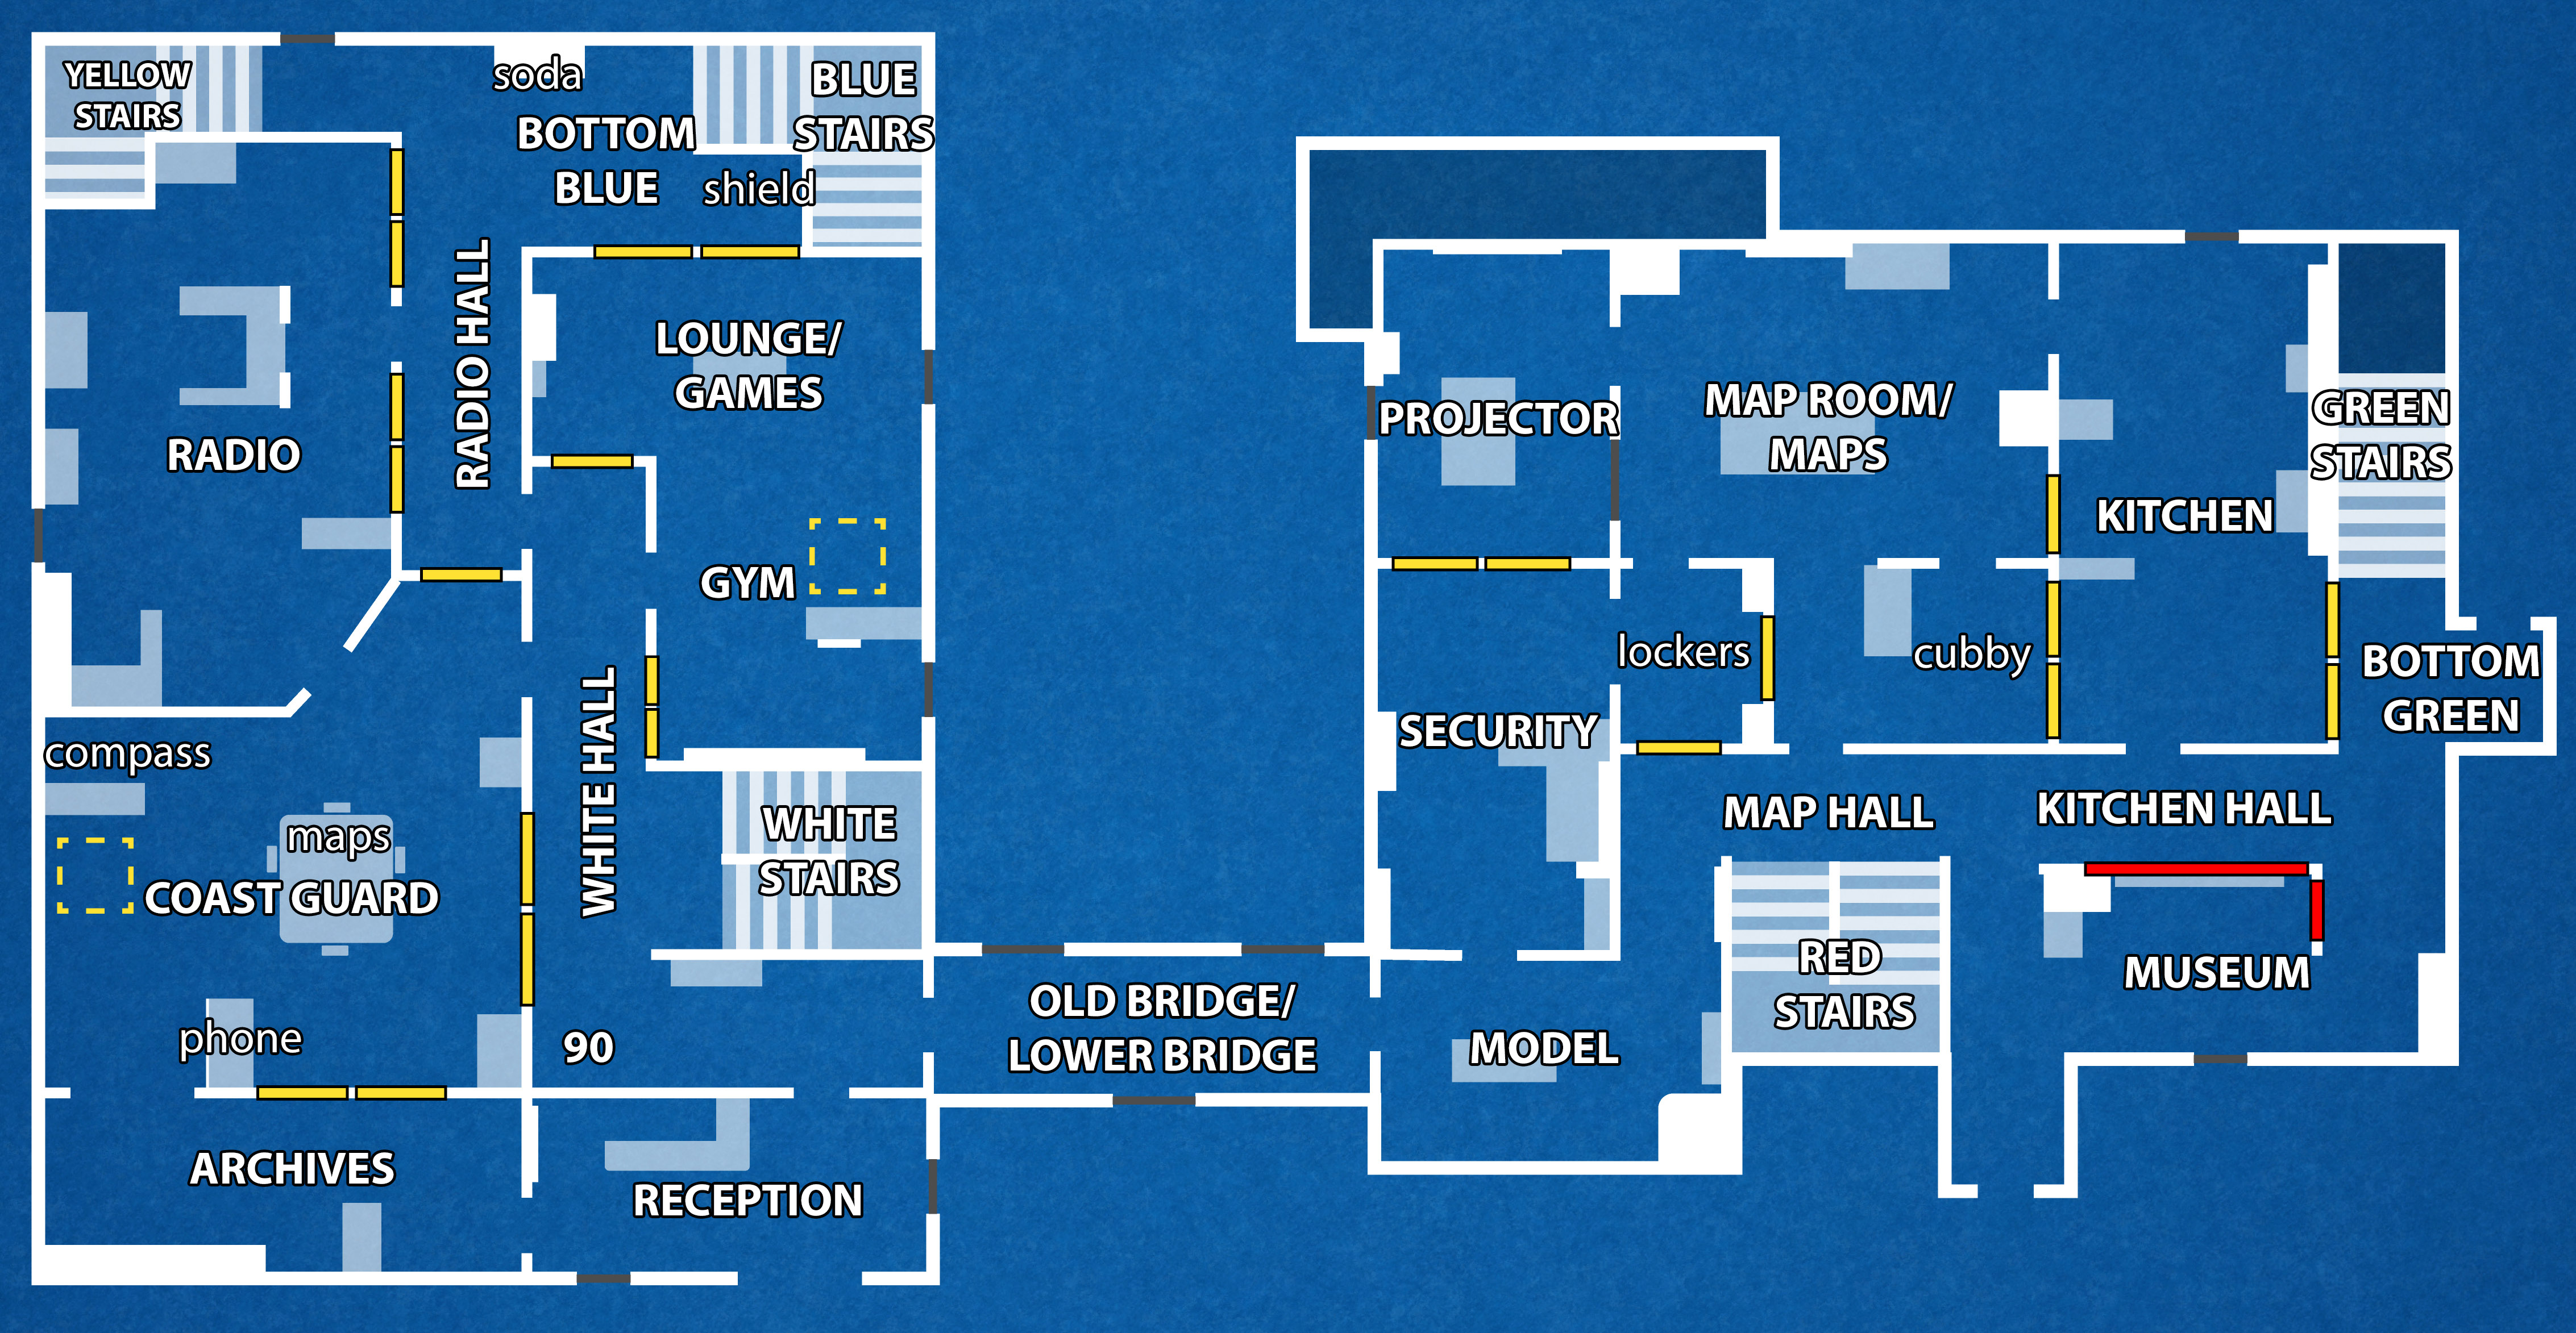 YELLOW
STAIRS
soda
BOTTOM
BLUE
BLUE
STAIRS
shield
RADIO HALL
LOUNGE/
GAMES
RADIO
GYM
WHITE HALL
compass
maps
COAST GUARD
WHITE
STAIRS
phone
90
ARCHIVES
RECEPTION
OLD BRIDGE/
LOWER BRIDGE
PROJECTOR
MAP ROOM/
MAPS
GREEN
STAIRS
KITCHEN
lockers
cubby
BOTTOM
GREEN
SECURITY
MAP HALL
KITCHEN HALL
RED
STAIRS
MUSEUM
MODEL